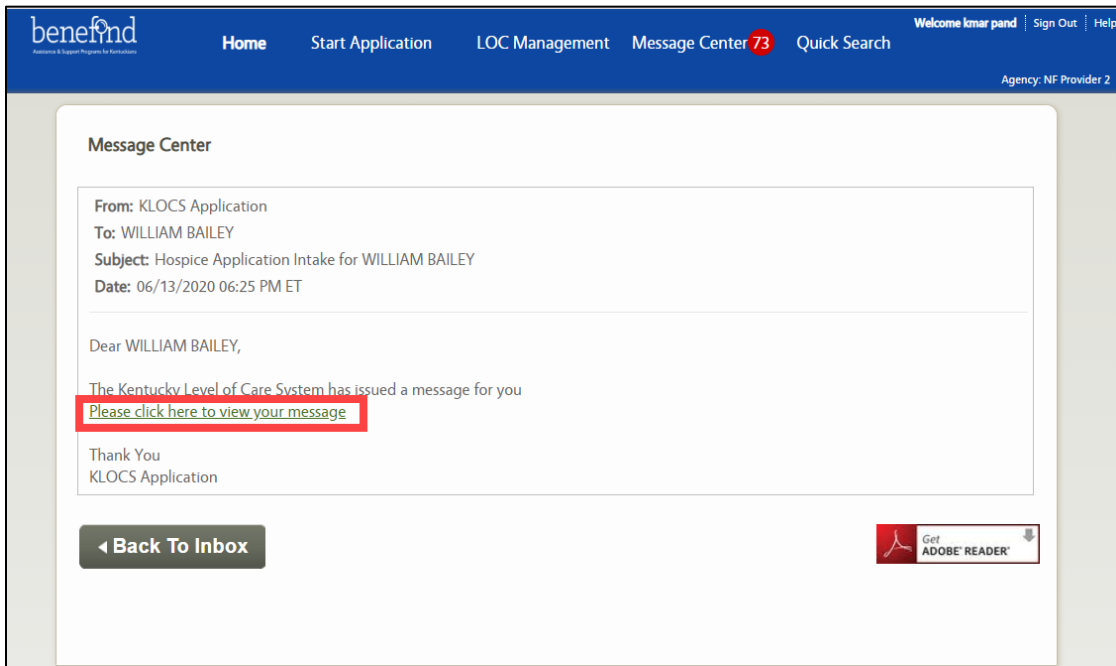 benefind
Assistance & Support Programs for Kentuckians
Home Start Application LOC Management Message Center 73 Quick Search
Welcome kmar pand Sign Out Help
Agency: NF Provider 2
Message Center
From: KLOCS Application
To: WILLIAM BAILEY
Subject: Hospice Application Intake for WILLIAM BAILEY
Date: 06/13/2020 06:25 PM ET
Dear WILLIAM BAILEY,
The Kentucky Level of Care System has issued a message for you
Please click here to view your message
Thank You
KLOCS Application
Back To Inbox
Get
ADOBE® READER®